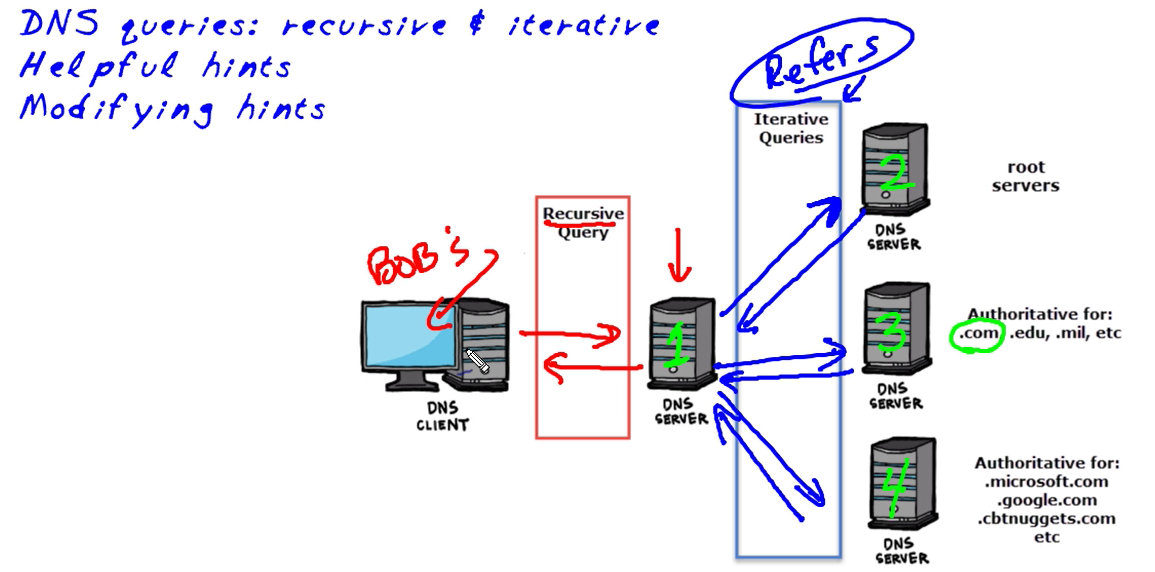 DNS queries: recursive & iterative
Helpful hints
Modifying hints
Refers
Iterative
Queries
2
root
servers
DNS
SERVER
Recursive
Query
BOB's
1
3
Authoritative for:
.com, .edu, .mil, etc
DNS
CLIENT
DNS
SERVER
DNS
SERVER
4
Authoritative for:
.microsoft.com
.google.com
.cbtnuggets.com
etc
DNS
SERVER